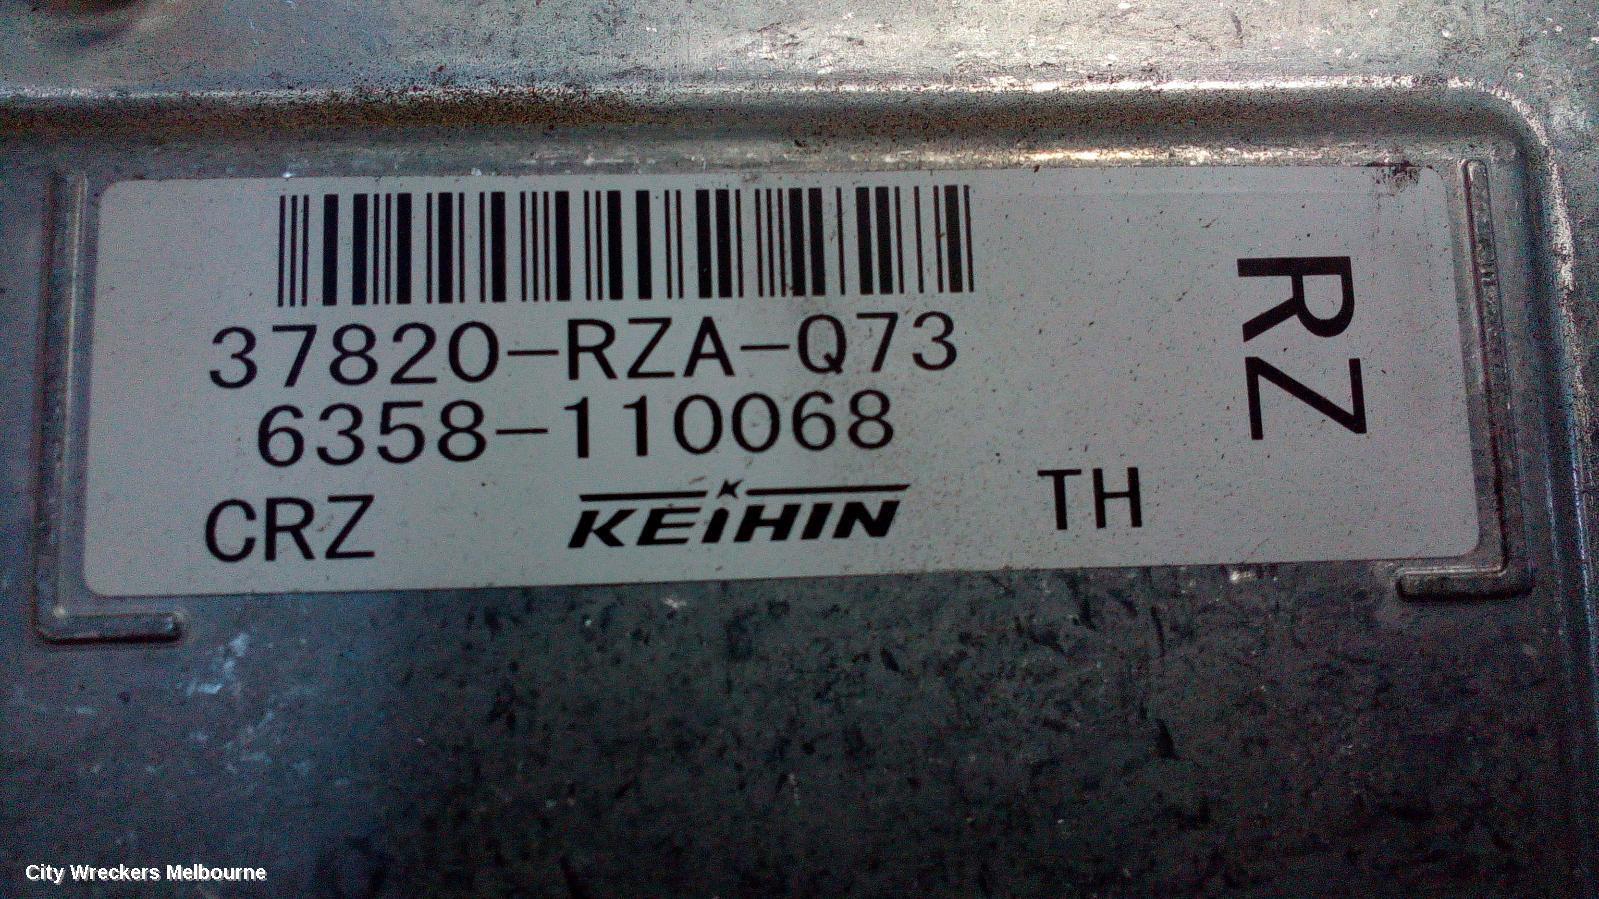 37820-RZA-Q73
6358-110068
CRZ KEIHIN TH
RZ
City Wreckers Melbourne